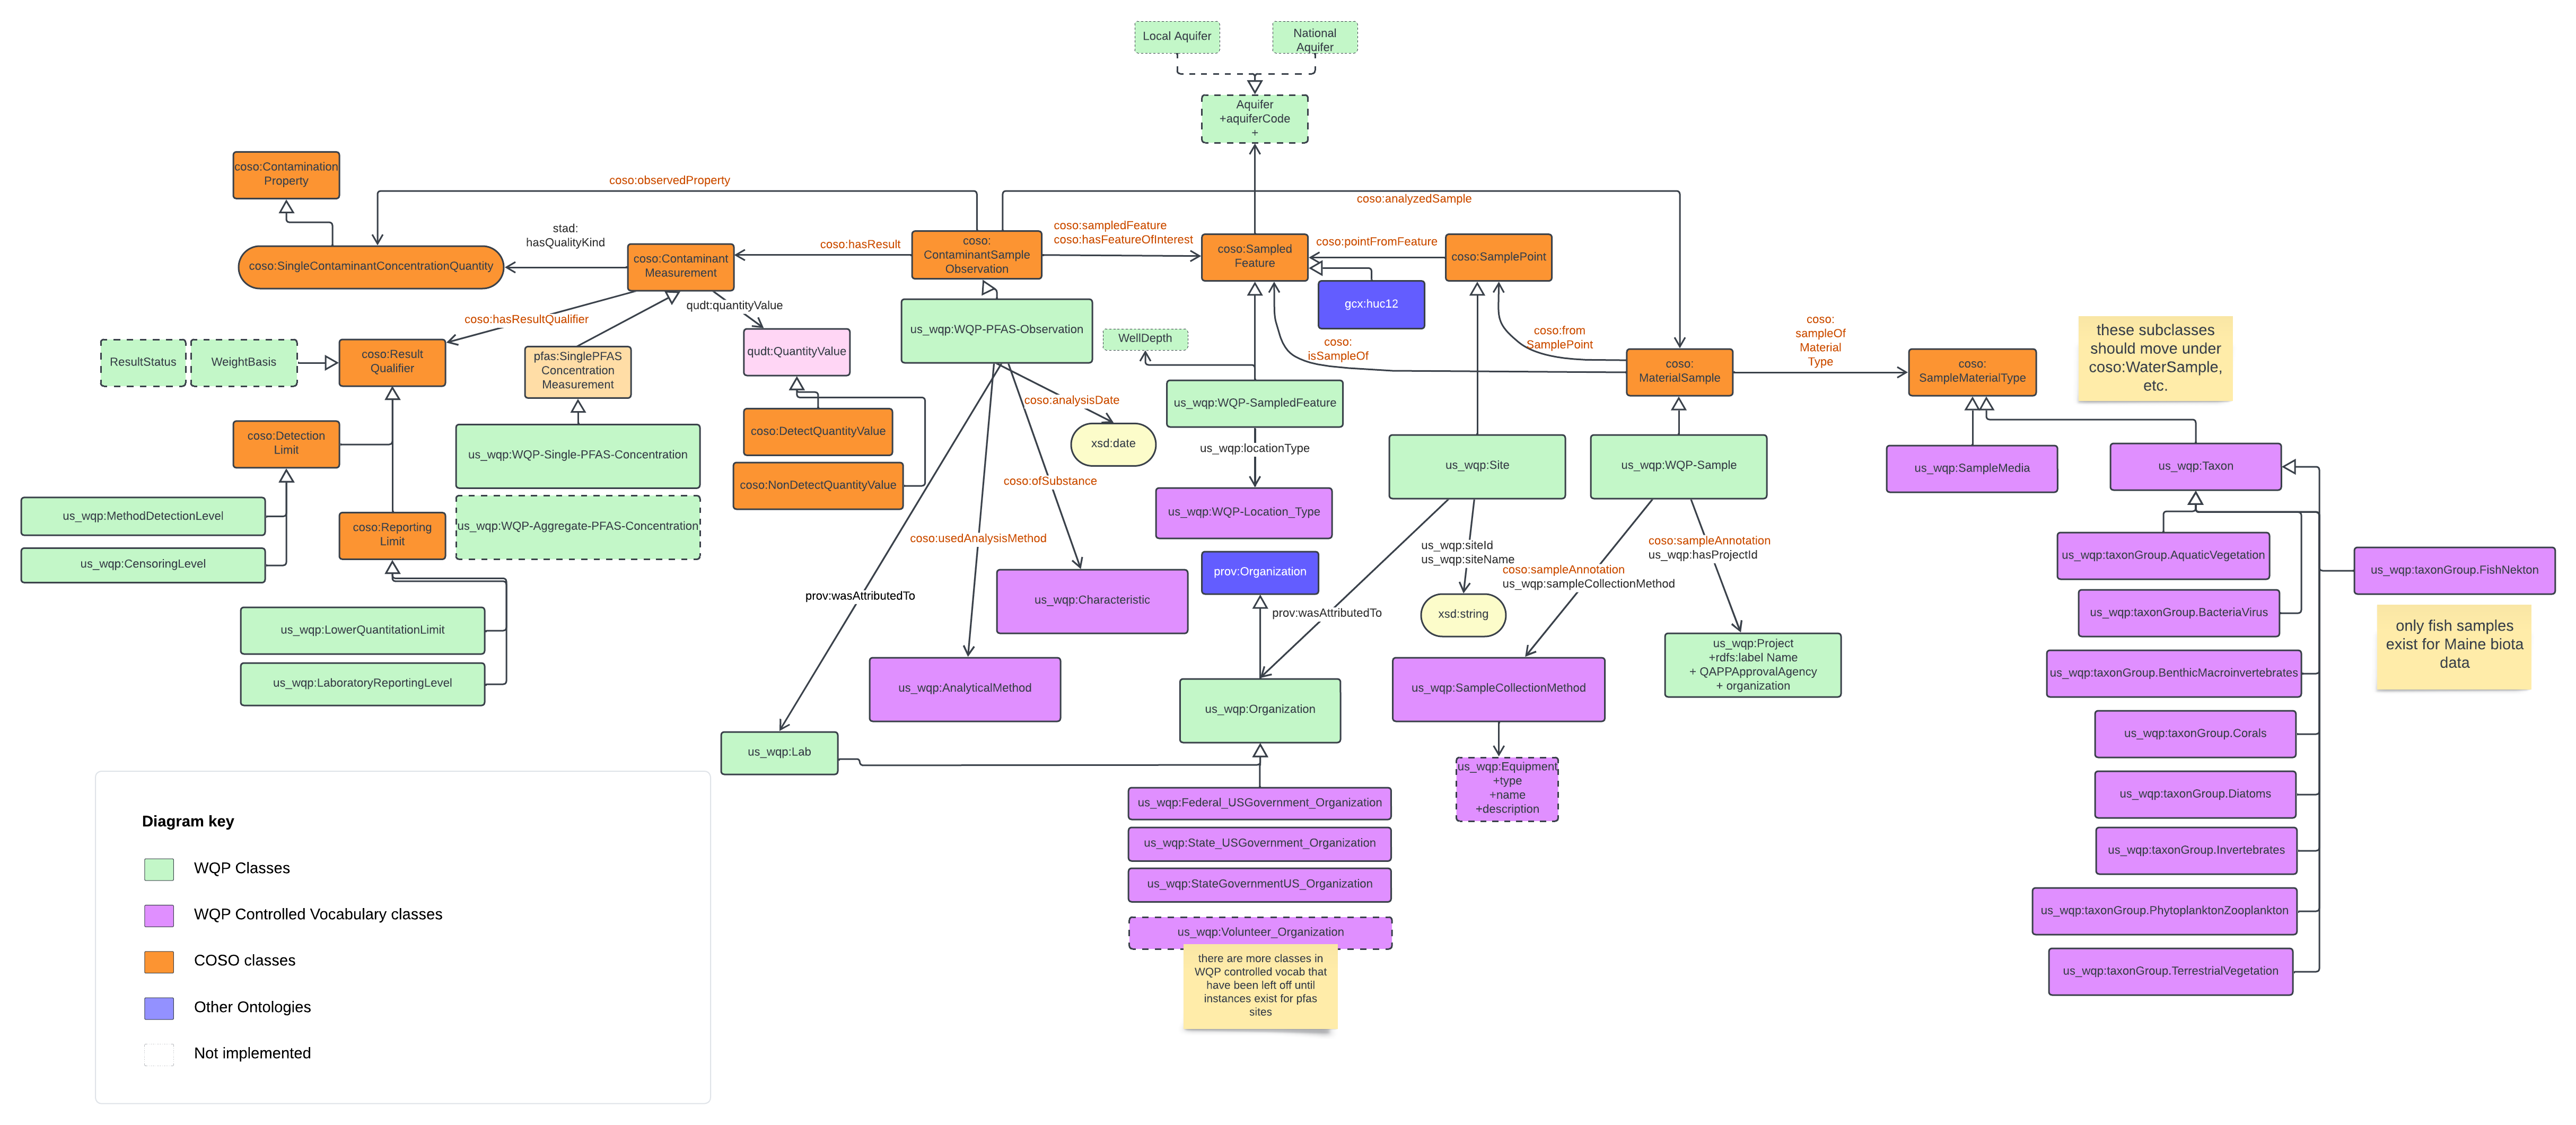 Local Aquifer
National
Aquifer
Aquifer
+aquiferCode
+
coso:Contamination
Property
coso:observedProperty
coso:analyzedSample
stad:
hasQualityKind
coso:hasResult
coso:
ContaminantSample
Observation
coso:sampledFeature
coso:hasFeatureOfInterest
coso:Sampled
Feature
coso:pointFromFeature
coso:SamplePoint
coso:SingleContaminantConcentrationQuantity
coso:Contaminant
Measurement
gcx:huc12
qudt:quantityValue
coso:hasResultQualifier
us_wqp:WQP-PFAS-Observation
WellDepth
coso:
isSampleOf
coso:from
SamplePoint
coso:
sampleOf
Material
Type
these subclasses
should move under
coso:WaterSample,
etc.
ResultStatus
WeightBasis
coso:Result
Qualifier
pfas:SinglePFAS
Concentration
Measurement
qudt:QuantityValue
coso:
MaterialSample
coso:
SampleMaterialType
coso:analysisDate
us_wqp:WQP-SampledFeature
coso:Detection
Limit
us_wqp:WQP-Single-PFAS-Concentration
coso:DetectQuantityValue
xsd:date
us_wqp:locationType
us_wqp:Site
us_wqp:WQP-Sample
us_wqp:SampleMedia
us_wqp:Taxon
coso:NonDetectQuantityValue
coso:ofSubstance
us_wqp:MethodDetectionLevel
coso:Reporting
Limit
us_wqp:WQP-Aggregate-PFAS-Concentration
us_wqp:WQP-Location_Type
us_wqp:CensoringLevel
coso:usedAnalysisMethod
us_wqp:siteId
us_wqp:siteName
coso:sampleAnnotation
us_wqp:hasProjectId
coso:sampleAnnotation
us_wqp:sampleCollectionMethod
us_wqp:taxonGroup.AquaticVegetation
us_wqp:taxonGroup.FishNekton
prov:Organization
us_wqp:Characteristic
prov:wasAttributedTo
prov:wasAttributedTo
xsd:string
us_wqp:taxonGroup.BacteriaVirus
only fish samples
exist for Maine biota
data
us_wqp:LowerQuantitationLimit
us_wqp:LaboratoryReportingLevel
us_wqp:AnalyticalMethod
us_wqp:Organization
us_wqp:SampleCollectionMethod
us_wqp:Project
+rdfs:label Name
+ QAPPApprovalAgency
+ organization
us_wqp:taxonGroup.BenthicMacroinvertebrates
us_wqp:Lab
us_wqp:taxonGroup.Corals
us_wqp:Equipment
+type
+name
+description
us_wqp:taxonGroup.Diatoms
us_wqp:Federal_USGovernment_Organization
us_wqp:State_USGovernment_Organization
us_wqp:taxonGroup.Invertebrates
us_wqp:StateGovernmentUS_Organization
us_wqp:taxonGroup.PhytoplanktonZooplankton
us_wqp:Volunteer_Organization
there are more classes in
WQP controlled vocab that
have been left off until
instances exist for pfas
sites
us_wqp:taxonGroup.TerrestrialVegetation
Diagram key
WQP Classes
WQP Controlled Vocabulary classes
COSO classes
Other Ontologies
Not implemented